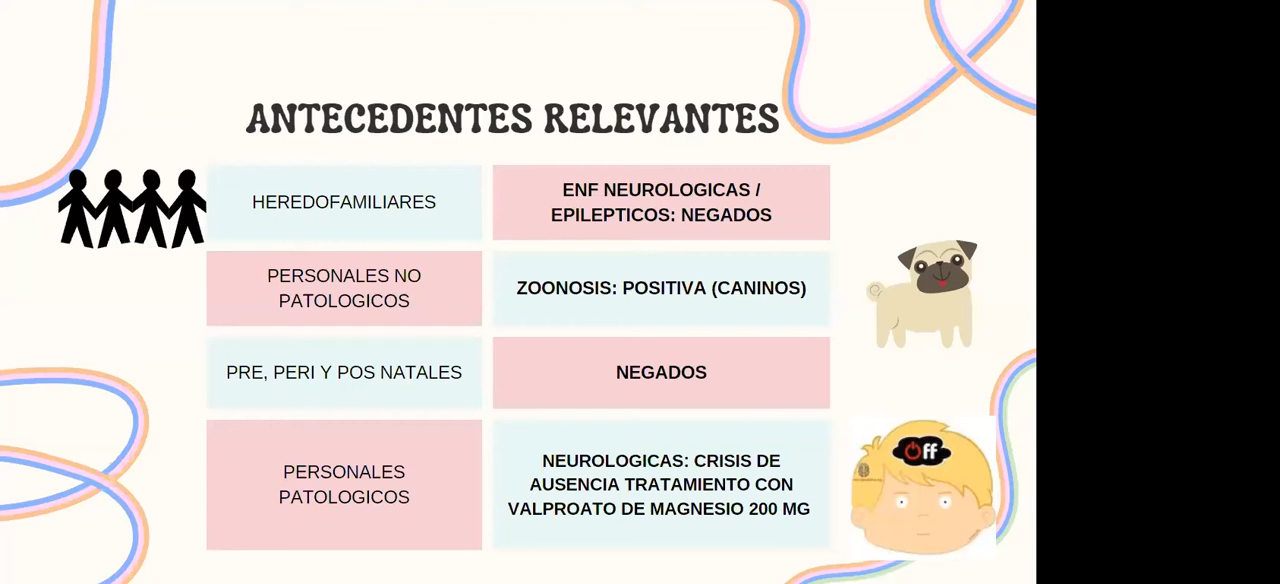 ANTECEDENTES RELEVANTES
HEREDOFAMILIARES
ENF NEUROLOGICAS /
EPILEPTICOS: NEGADOS
PERSONALES NO
PATOLOGICOS
ZOONOSIS: POSITIVA (CANINOS)
PRE, PERI Y POS NATALES
NEGADOS
PERSONALES
PATOLOGICOS
NEUROLOGICAS: CRISIS DE
AUSENCIA TRATAMIENTO CON
VALPROATO DE MAGNESIO 200 MG
Off